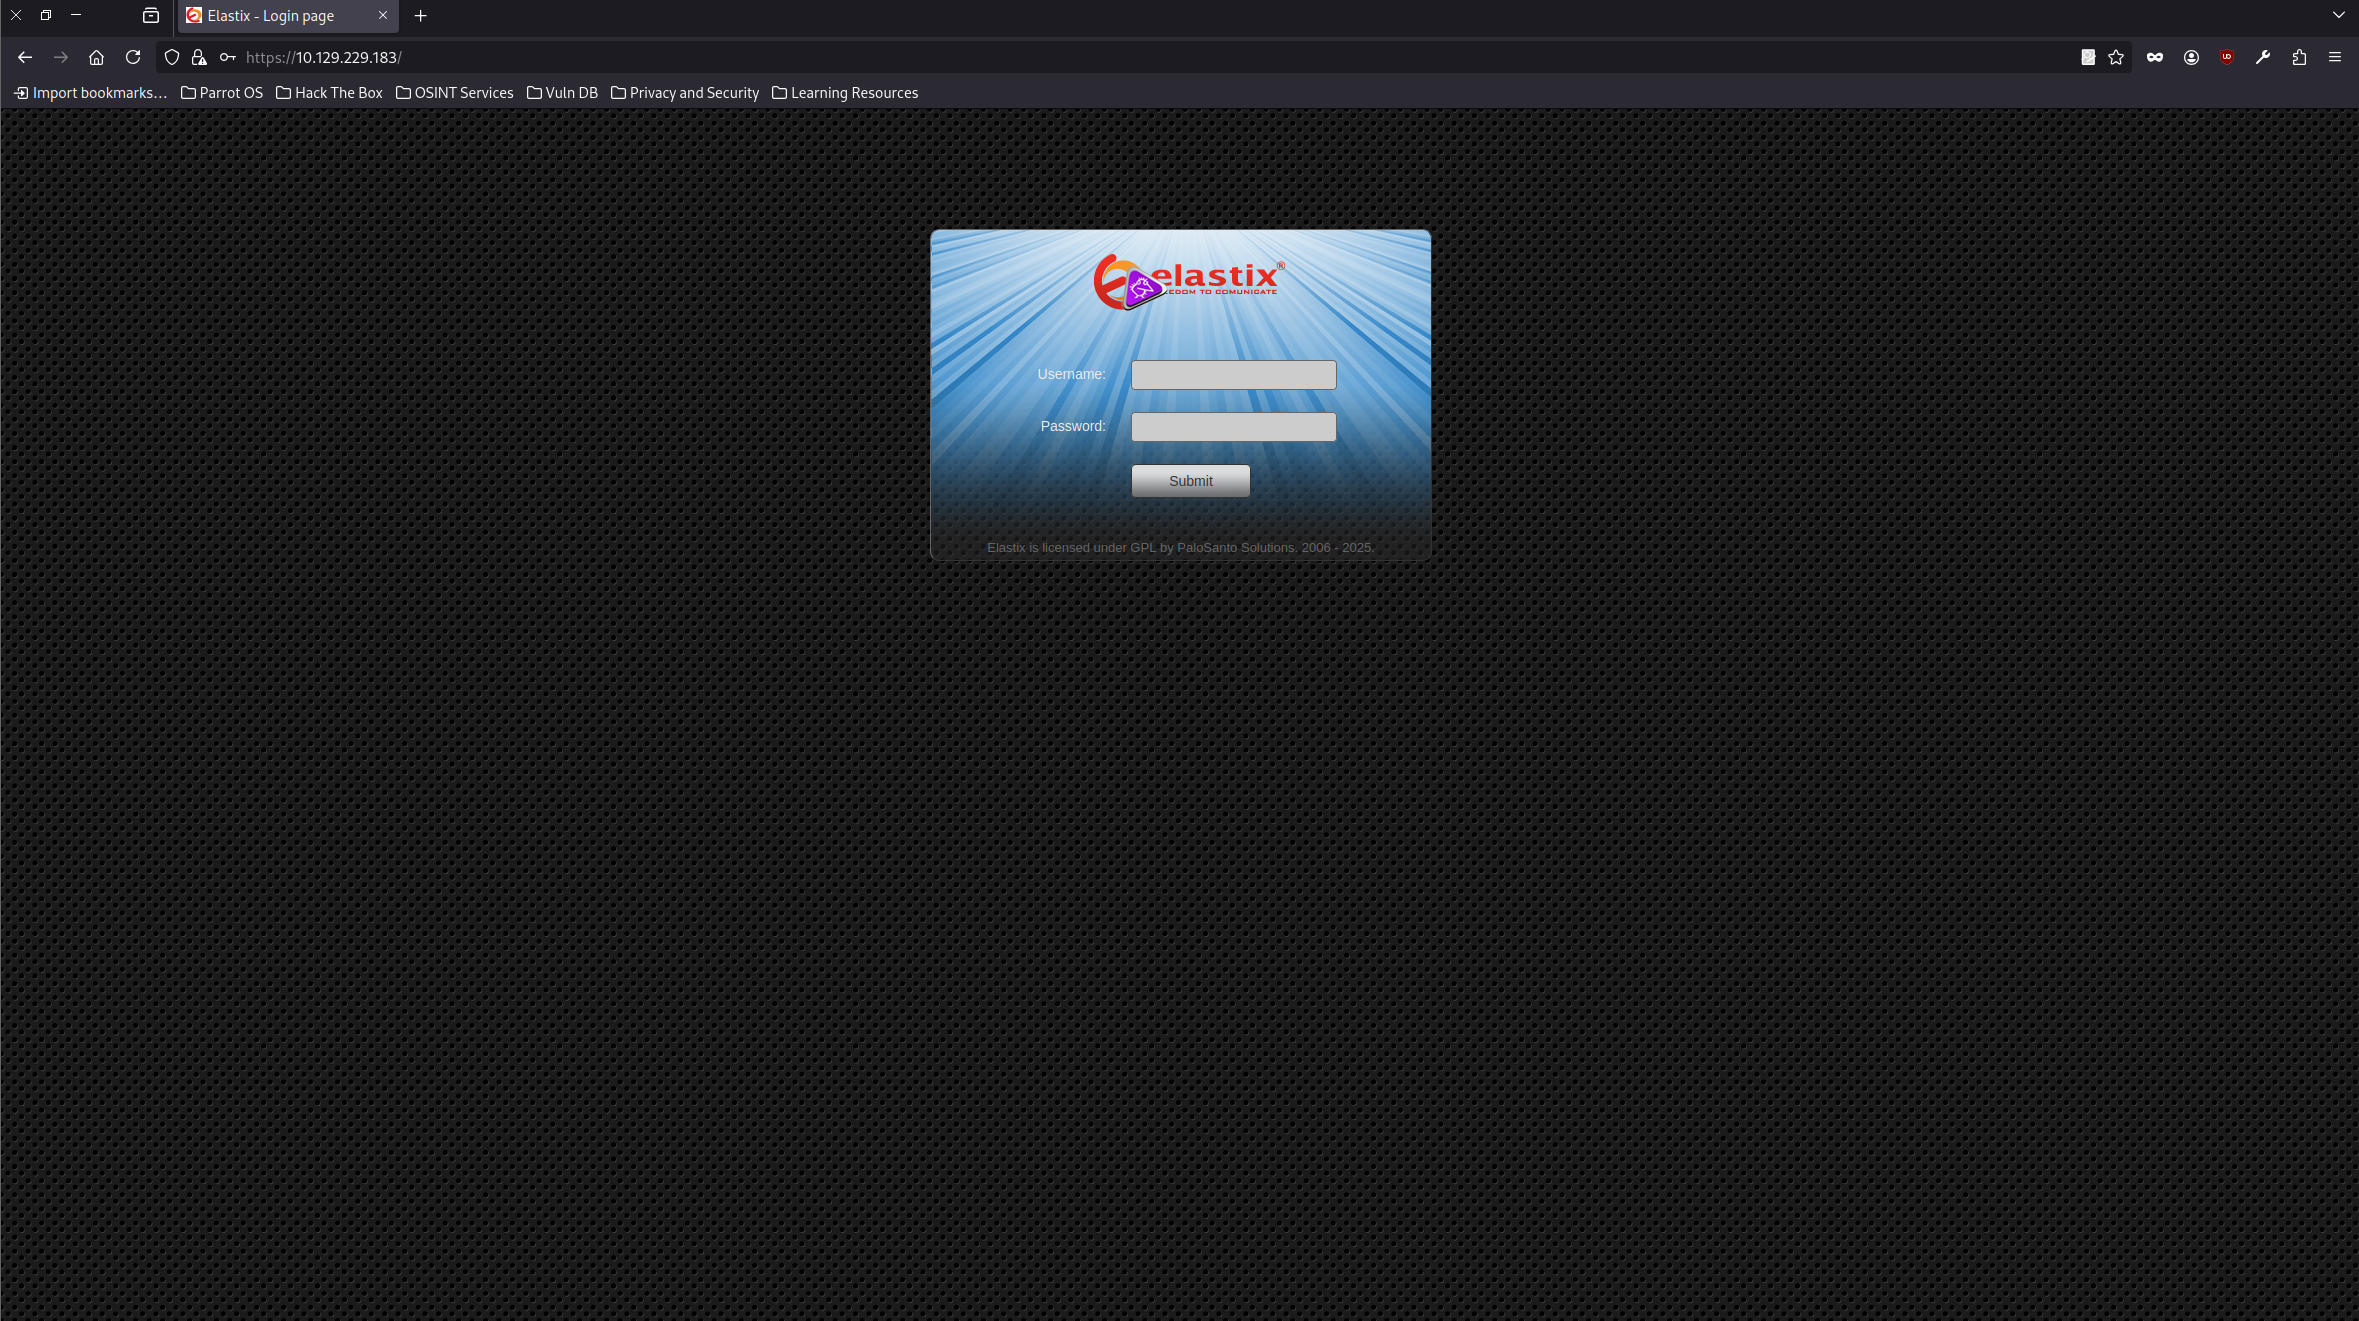 Elastix - Login page
https://10.129.229.183/
Import bookmarks... Parrot OS Hack The Box OSINT Services Vuln DB Privacy and Security Learning Resources
elastix®
EDOM TO COMUNICATE
Username:
Password:
Submit
Elastix is licensed under GPL by PaloSanto Solutions. 2006 - 2025.